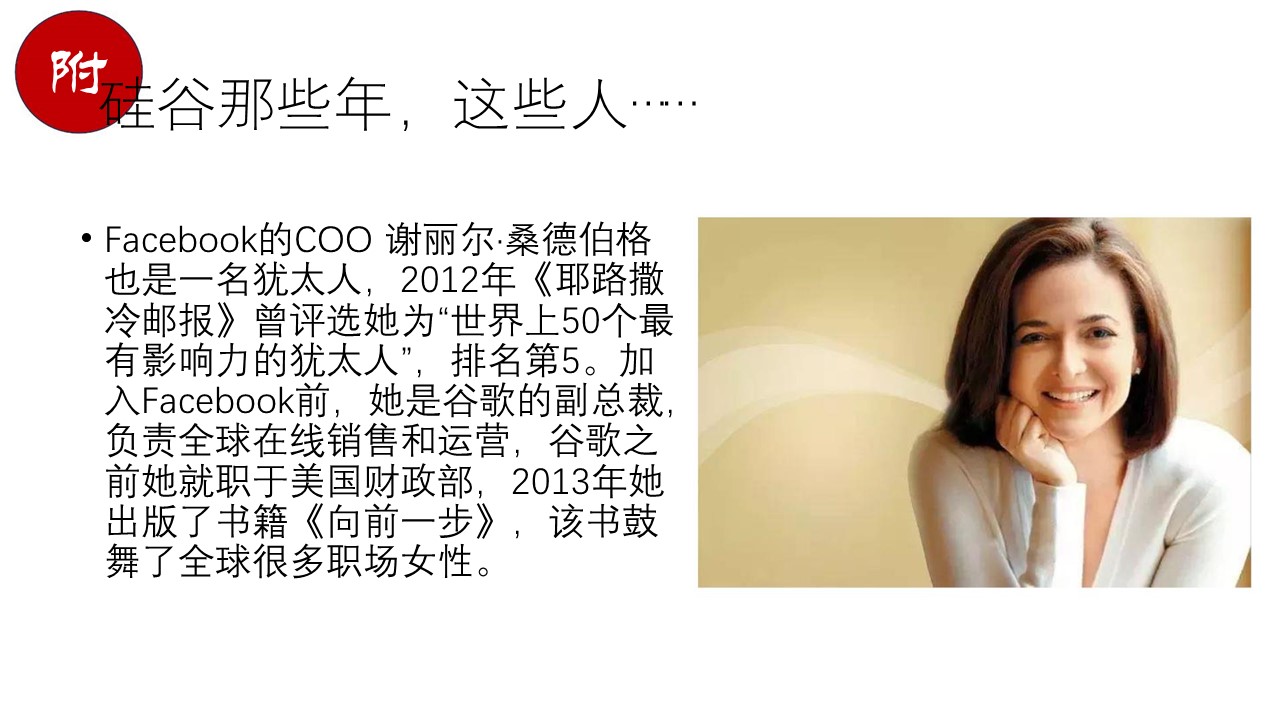 附
硅谷那些年，这些人……
• Facebook的COO 谢丽尔·桑德伯格
也是一名犹太人，2012年《耶路撒
冷邮报》曾评选她为“世界上50个最
有影响力的犹太人”，排名第5。加
入Facebook前，她是谷歌的副总裁，
负责全球在线销售和运营，谷歌之
前她就职于美国财政部，2013年她
出版了书籍《向前一步》，该书鼓
舞了全球很多职场女性。